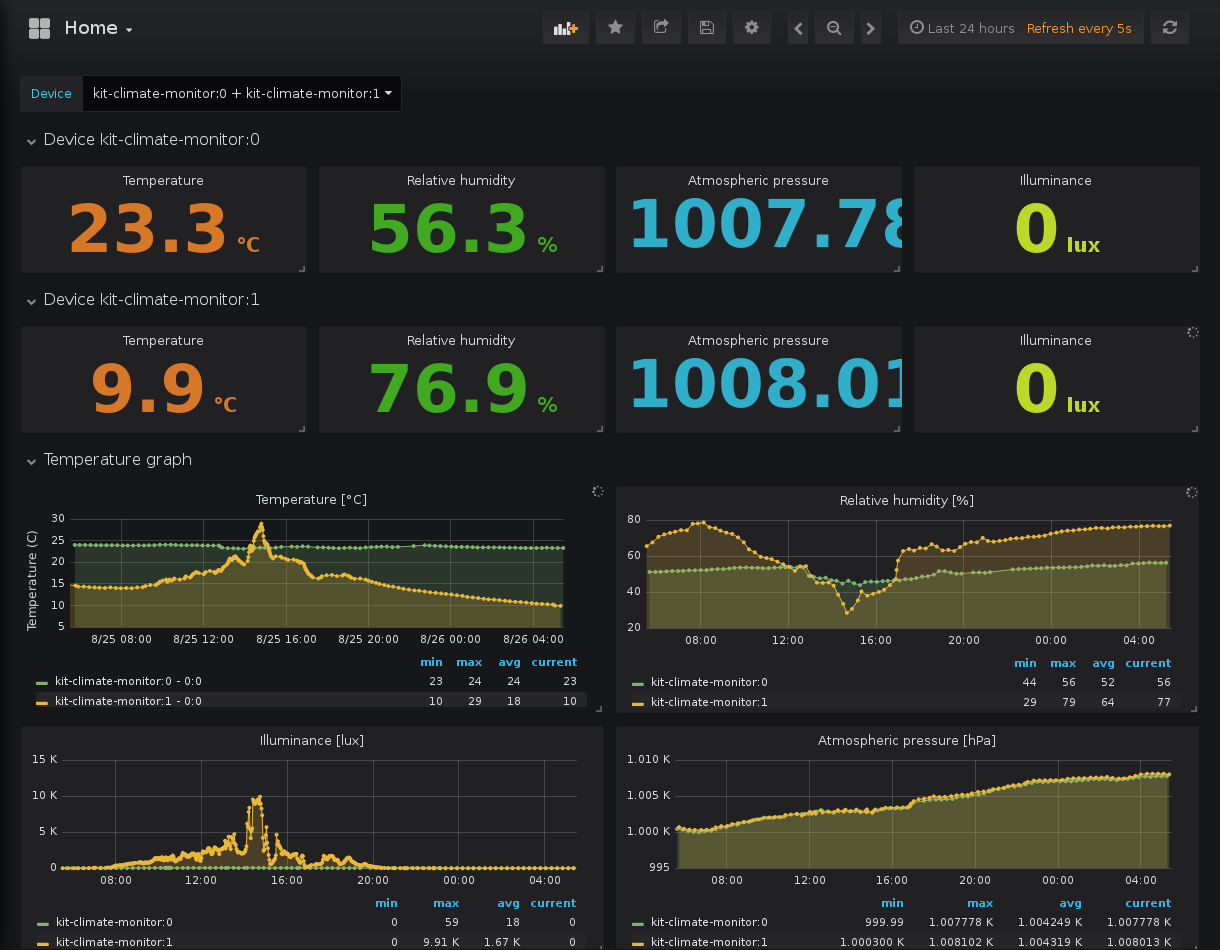 Home
Last 24 hours Refresh every 5s
Device kit-climate-monitor:0 + kit-climate-monitor:1
Device kit-climate-monitor:0
Temperature Relative humidity Atmospheric pressure Illuminance
23.3 °C 56.3 % 1007.78 0 lux
Device kit-climate-monitor:1
Temperature Relative humidity Atmospheric pressure Illuminance
9.9 °C 76.9 % 1008.01 0 lux
Temperature graph
Temperature [°C]
Temperature (C)
30
25
20
15
10
5
8/25 08:00 8/25 12:00 8/25 16:00 8/25 20:00 8/26 00:00 8/26 04:00
min max avg current
kit-climate-monitor:0 - 0:0 23 24 24 23
kit-climate-monitor:1 - 0:0 10 29 18 10
Relative humidity [%]
80
60
40
20
08:00 12:00 16:00 20:00 00:00 04:00
min max avg current
kit-climate-monitor:0 44 56 52 56
kit-climate-monitor:1 29 79 64 77
Illuminance [lux]
15 K
10 K
5 K
0
08:00 12:00 16:00 20:00 00:00 04:00
min max avg current
kit-climate-monitor:0 0 59 18 0
kit-climate-monitor:1 0 9.91 K 1.67 K 0
Atmospheric pressure [hPa]
1.010 K
1.005 K
1.000 K
995
08:00 12:00 16:00 20:00 00:00 04:00
min max avg current
kit-climate-monitor:0 999.99 1.007778 K 1.004249 K 1.007778 K
kit-climate-monitor:1 1.000300 K 1.008102 K 1.004319 K 1.008013 K